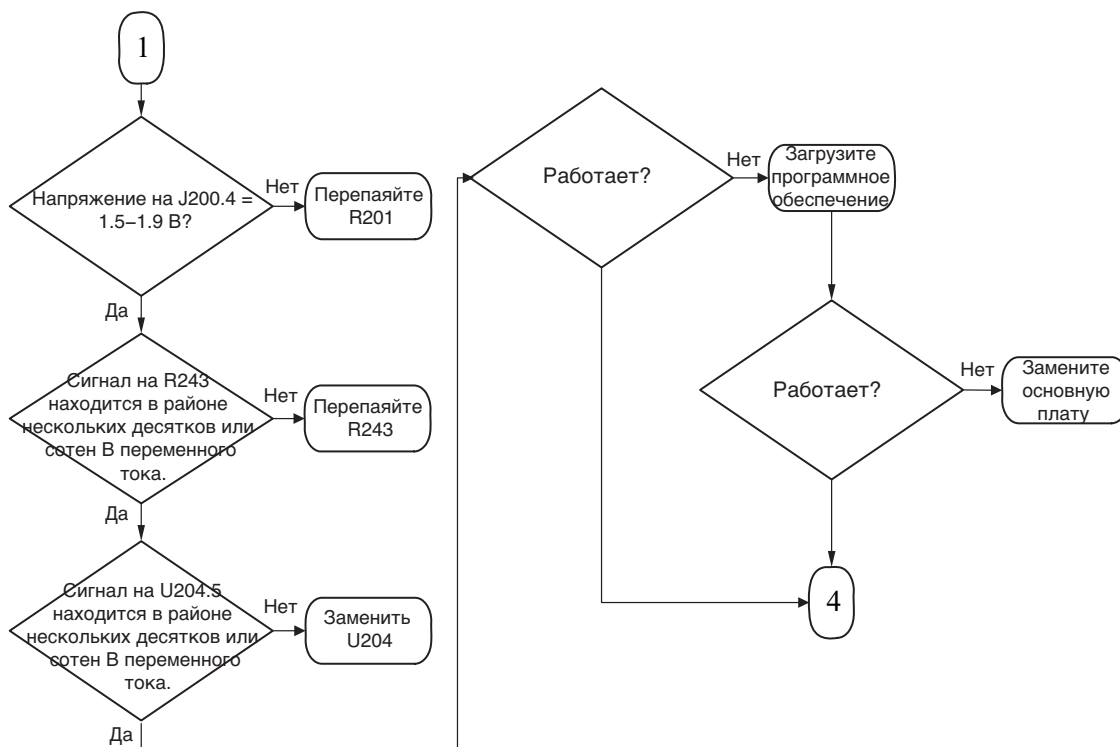 1
Напряжение на J200.4 =
1.5–1.9 В?
Нет
Перепаяйте
R201
Да
Сигнал на R243
находится в районе
нескольких десятков или
сотен В переменного
тока.
Нет
Перепаяйте
R243
Да
Сигнал на U204.5
находится в районе
нескольких десятков или
сотен В переменного
тока.
Нет
Заменить
U204
Да
Работает?
Нет
Загрузите
программное
обеспечение
Работает?
Нет
Замените
основную
плату
4